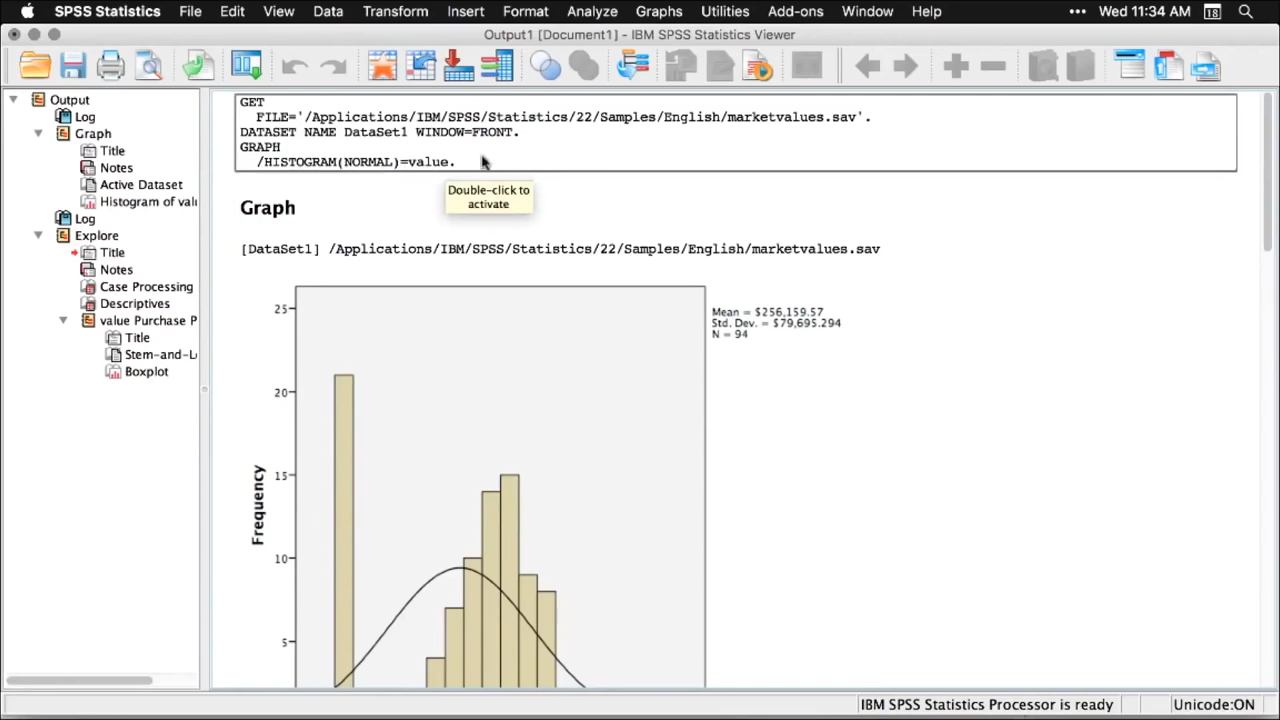 SPSS Statistics File Edit View Data Transform Insert Format Analyze Graphs Utilities Add-ons Window Help ••• Wed 11:34 AM 18
Output1 [Document1] - IBM SPSS Statistics Viewer
Output
Log
Graph
Title
Notes
Active Dataset
Histogram of valu
Log
Explore
Title
Notes
Case Processing
Descriptives
value Purchase P
Title
Stem-and-Le
Boxplot
GET
FILE='/Applications/IBM/SPSS/Statistics/22/Samples/English/marketvalues.sav'.
DATASET NAME DataSet1 WINDOW=FRONT.
GRAPH
/HISTOGRAM(NORMAL)=value.
Double-click to
activate
Graph
[DataSet1] /Applications/IBM/SPSS/Statistics/22/Samples/English/marketvalues.sav
25
20
15
10
5
Frequency
Mean = $256,159.57
Std. Dev. = $79,695.294
N = 94
IBM SPSS Statistics Processor is ready
Unicode:ON